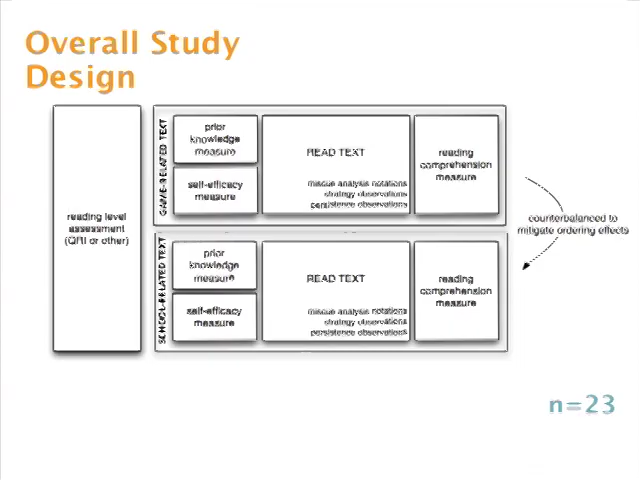 Overall Study
Design
reading level
assessment
(QRI or other)
GAME-RELATED TEXT
prior
knowledge
measure
self-efficacy
measure
READ TEXT
miscue analysis notations
strategy observations
persistence observations
reading
comprehension
measure
counterbalanced to
mitigate ordering effects
SCHOOL-RELATED TEXT
prior
knowledge
measure
self-efficacy
measure
READ TEXT
miscue analysis notations
strategy observations
persistence observations
reading
comprehension
measure
n=23